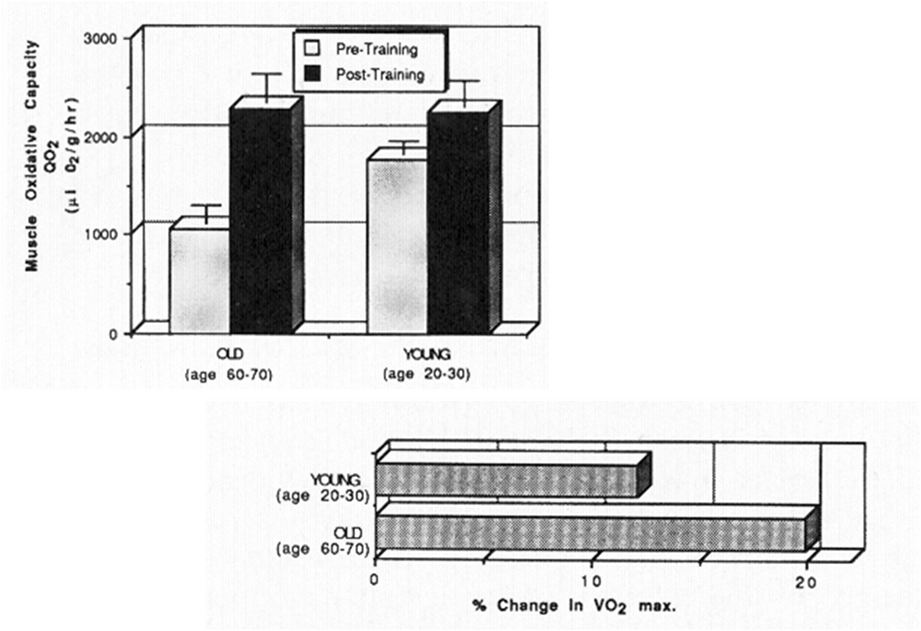 Muscle Oxidative Capacity
QO2
(µl O2/g/hr)
3000
2000
1000
0
Pre-Training
Post-Training
OLD
(age 60-70)
YOUNG
(age 20-30)
YOUNG
(age 20-30)
OLD
(age 60-70)
0
10
20
% Change In VO2 max.